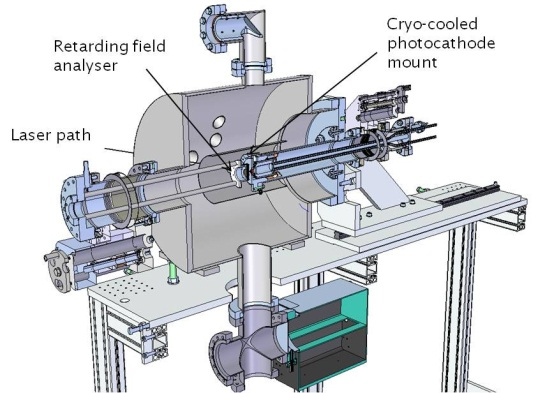 Cryo-cooled
photocathode
mount
Retarding field
analyser
Laser path